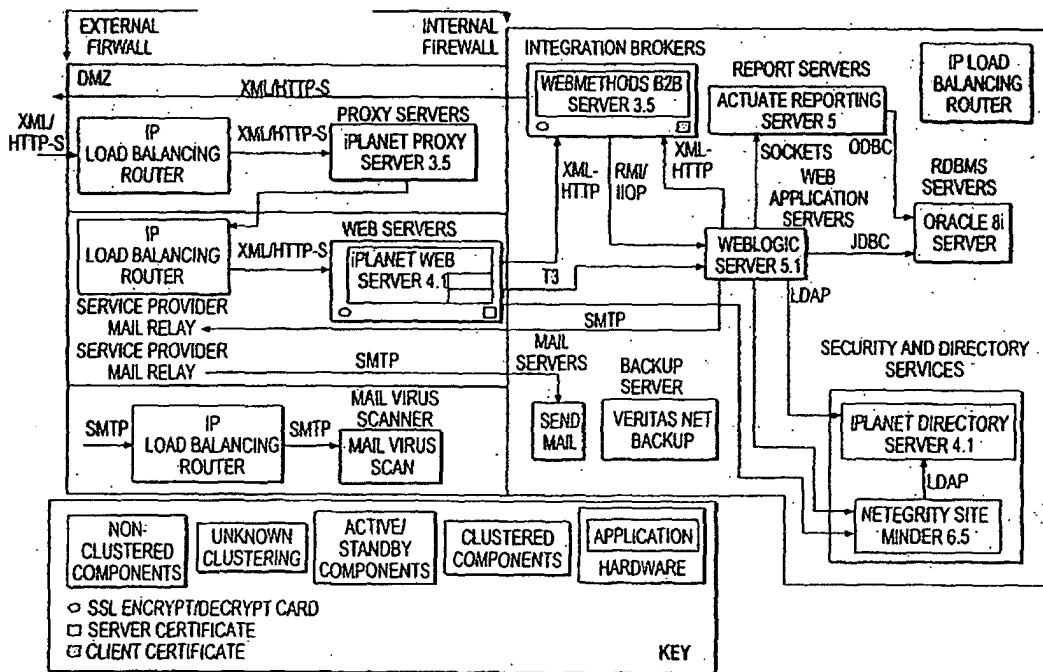 EXTERNAL
FIRWALL
INTERNAL
FIREWALL
DMZ
XML/HTTP-S
XML/
HTTP-S
IP
LOAD BALANCING
ROUTER
XML/HTTP-S
PROXY SERVERS
iPLANET PROXY
SERVER 3.5
IP
LOAD BALANCING
ROUTER
XML/HTTP-S
WEB SERVERS
iPLANET WEB
SERVER 4.1
SERVICE PROVIDER
MAIL RELAY
SMTP
SERVICE PROVIDER
MAIL RELAY
SMTP
SMTP
IP
LOAD BALANCING
ROUTER
SMTP
MAIL VIRUS
SCANNER
MAIL VIRUS
SCAN
INTEGRATION BROKERS
WEBMETHODS B2B
SERVER 3.5
XML-
HTTP
RMI/
IIOP
XML-
HTTP
T3
REPORT SERVERS
ACTUATE REPORTING
SERVER 5
SOCKETS
ODBC
IP LOAD
BALANCING
ROUTER
WEB
APPLICATION
SERVERS
WEBLOGIC
SERVER 5.1
JDBC
RDBMS
SERVERS
ORACLE 8i
SERVER
LDAP
MAIL
SERVERS
SEND
MAIL
BACKUP
SERVER
VERITAS NET
BACKUP
SECURITY AND DIRECTORY
SERVICES
IPLANET DIRECTORY
SERVER 4.1
LDAP
NETEGRITY SITE
MINDER 6.5
NON-
CLUSTERED
COMPONENTS
UNKNOWN
CLUSTERING
ACTIVE/
STANDBY
COMPONENTS
CLUSTERED
COMPONENTS
APPLICATION
HARDWARE
SSL ENCRYPT/DECRYPT CARD
SERVER CERTIFICATE
CLIENT CERTIFICATE
KEY